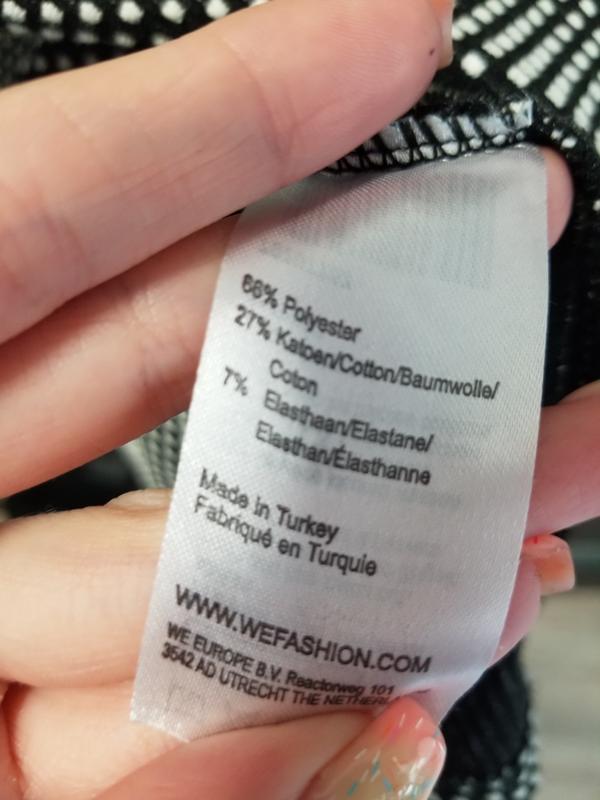 66% Polyester
27% Katoen/Cotton/Baumwolle/
Coton
7% Elasthaan/Elastane/
Elasthan/Élasthanne
Made in Turkey
Fabriqué en Turquie
WWW.WEFASHION.COM
WE EUROPE B.V. Reactorweg 101
3542 AD UTRECHT THE